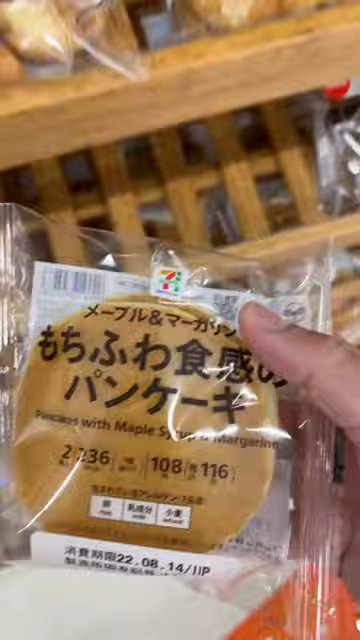 メープル&マーガリン
もちふわ食感の
パンケーキ
Pancakes with Maple Syrup & Margarine
2 236 108 116
卵 乳成分 小麦
消費期限22.08.14/IIP